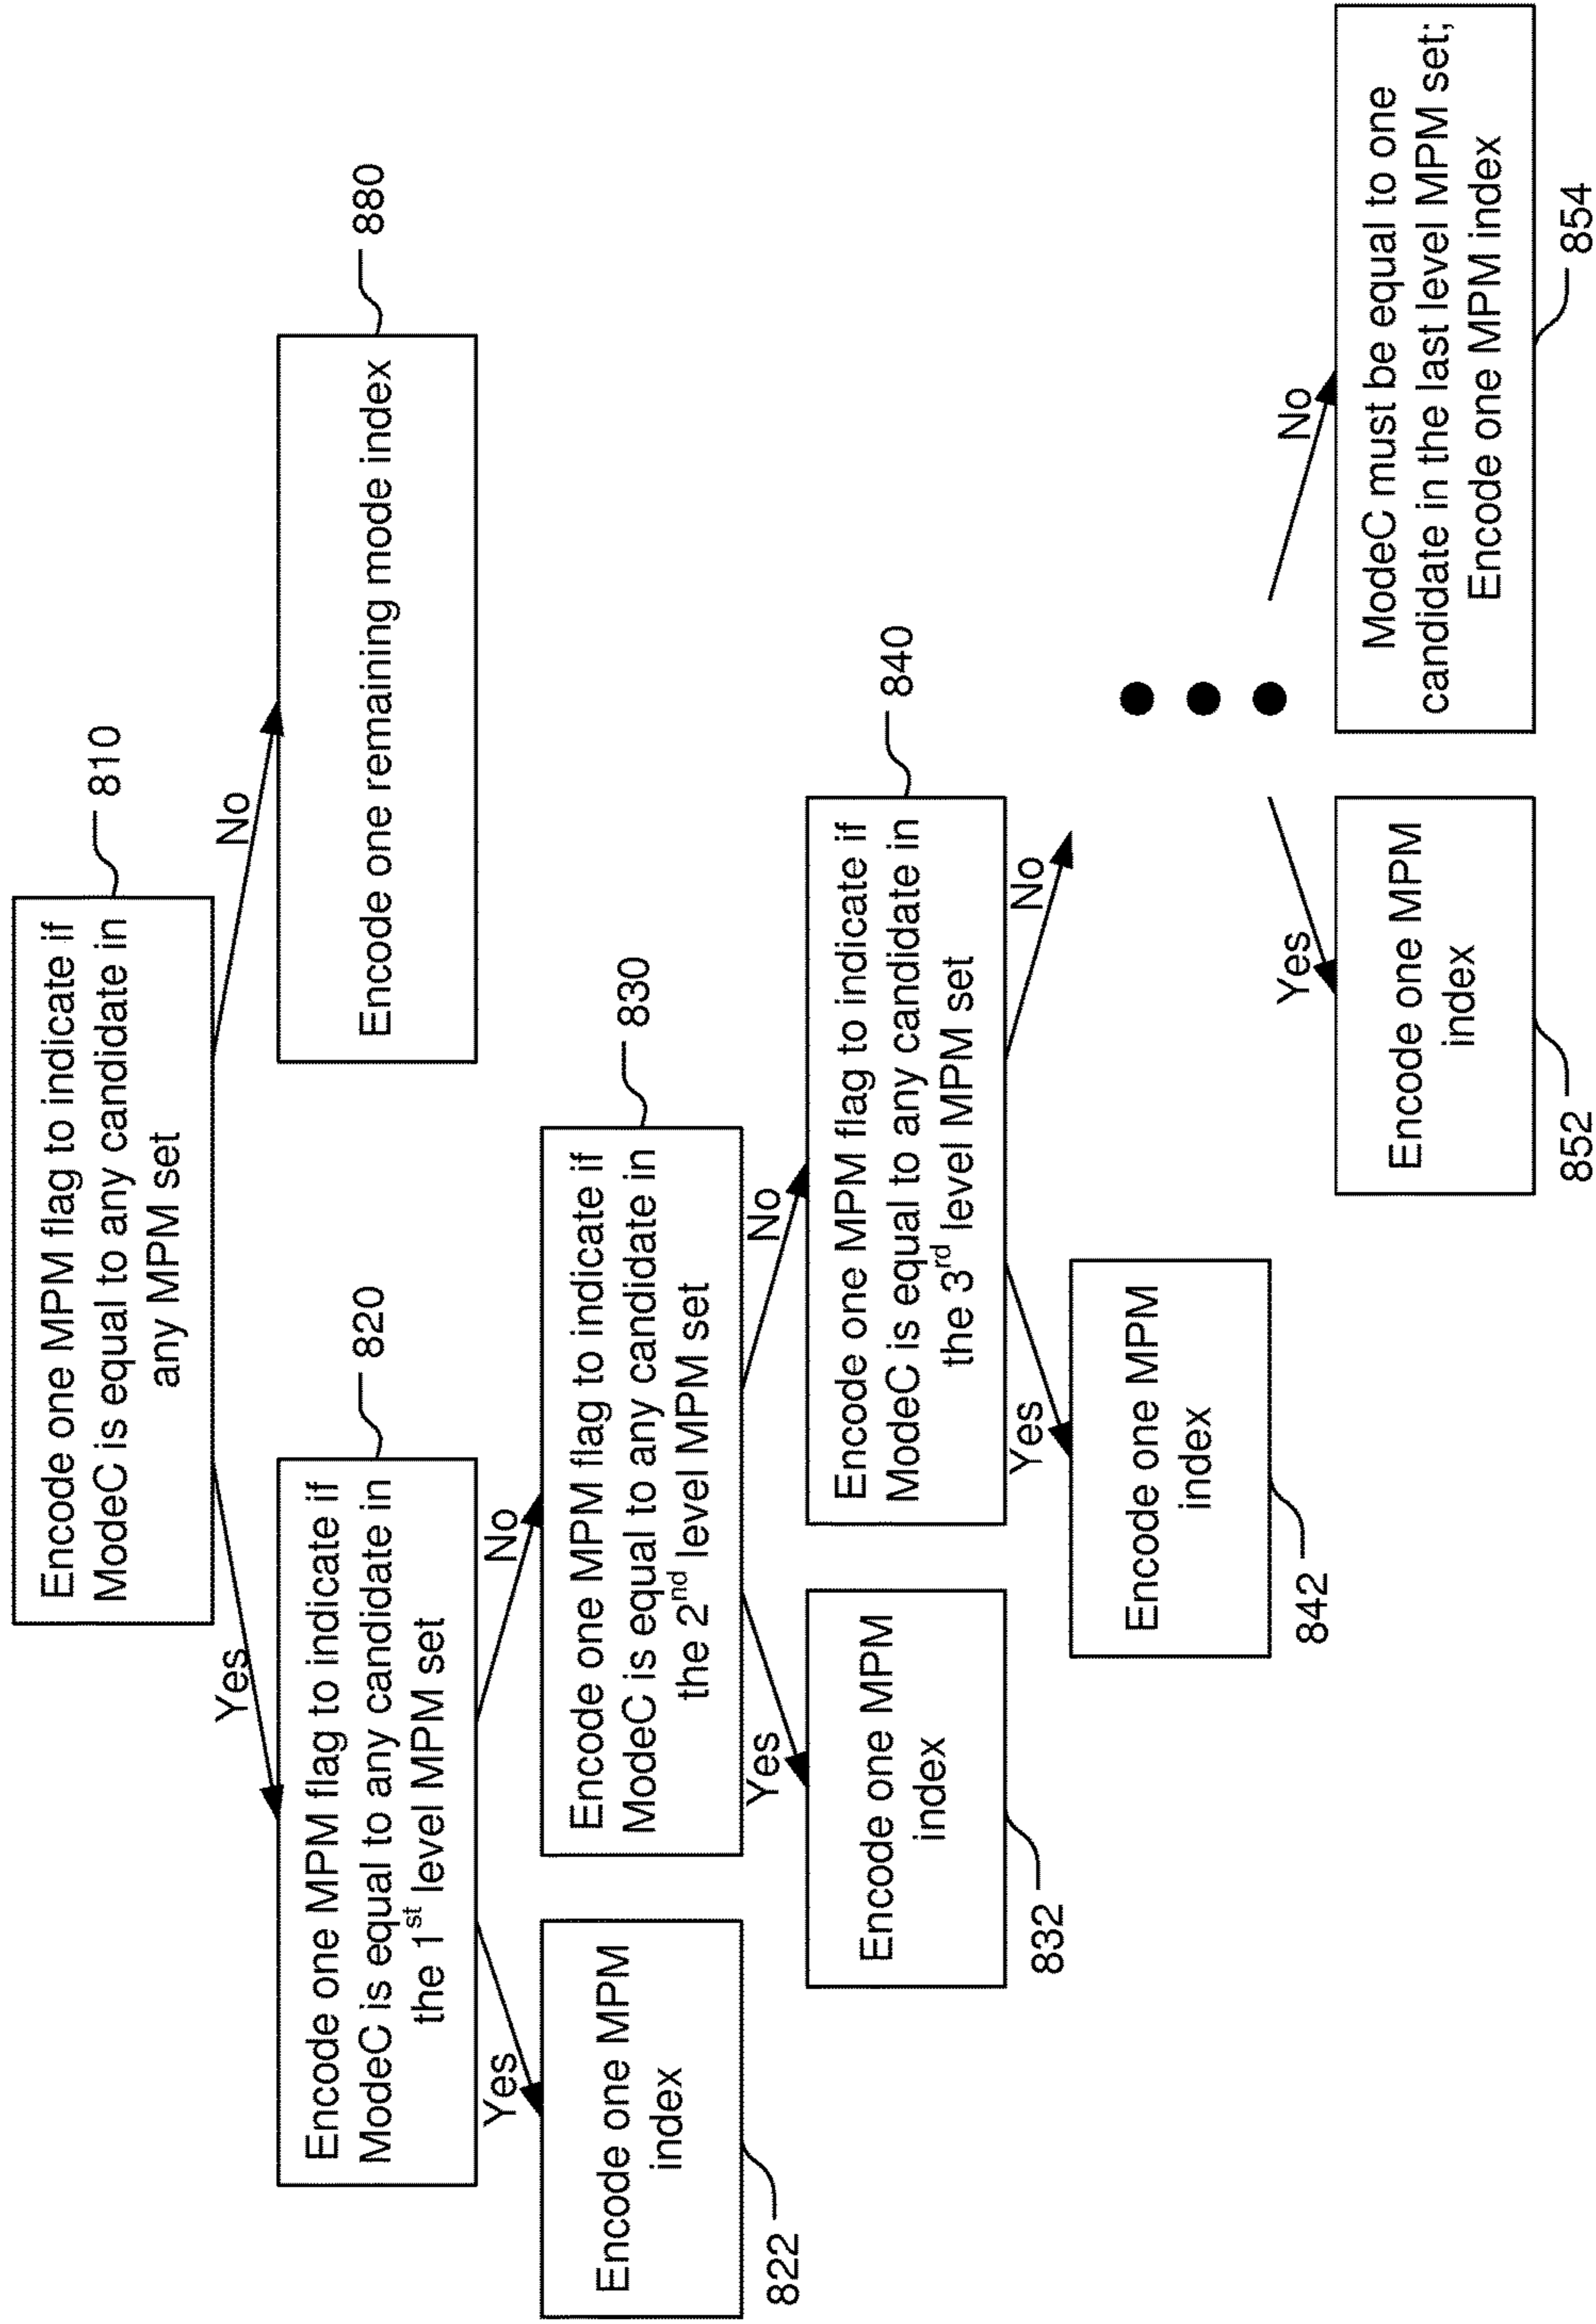 Encode one MPM flag to indicate if
ModeC is equal to any candidate in
any MPM set
810
Yes
No
Encode one MPM flag to indicate if
ModeC is equal to any candidate in
the 1st level MPM set
820
Encode one remaining mode index
880
Yes
No
Encode one MPM
index
822
Encode one MPM flag to indicate if
ModeC is equal to any candidate in
the 2nd level MPM set
830
Yes
No
Encode one MPM
index
832
Encode one MPM flag to indicate if
ModeC is equal to any candidate in
the 3rd level MPM set
840
Yes
No
Encode one MPM
index
842
Yes
No
Encode one MPM
index
852
ModeC must be equal to one
candidate in the last level MPM set;
Encode one MPM index
854